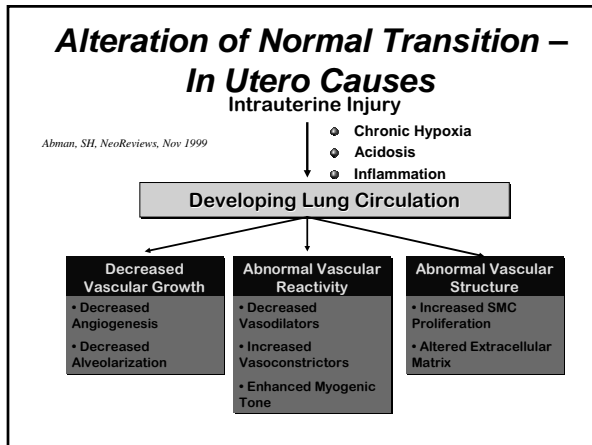 Alteration of Normal Transition –
In Utero Causes
Intrauterine Injury
Abman, SH, NeoReviews, Nov 1999
Chronic Hypoxia
Acidosis
Inflammation
Developing Lung Circulation
Decreased
Vascular Growth
• Decreased
Angiogenesis
• Decreased
Alveolarization
Abnormal Vascular
Reactivity
• Decreased
Vasodilators
• Increased
Vasoconstrictors
• Enhanced Myogenic
Tone
Abnormal Vascular
Structure
• Increased SMC
Proliferation
• Altered Extracellular
Matrix